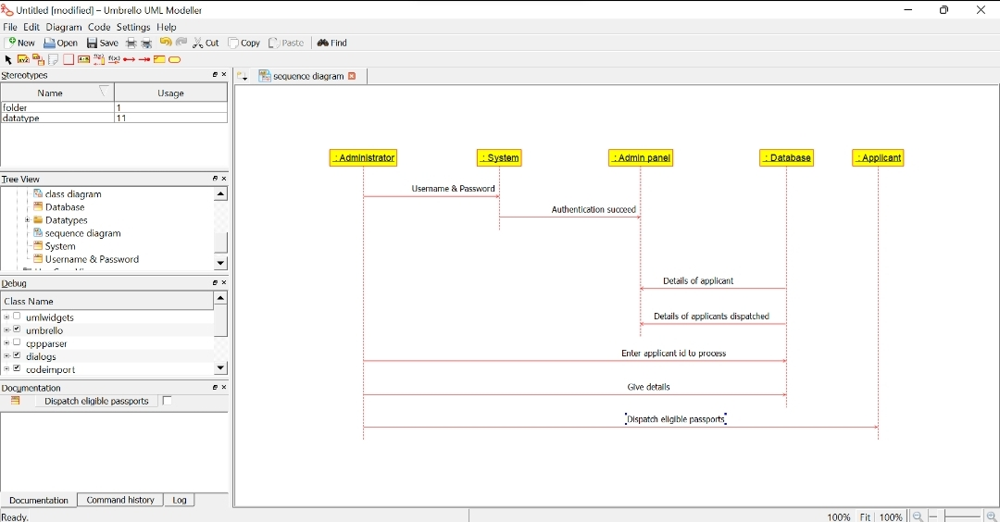 Untitled [modified] – Umbrello UML Modeller
File Edit Diagram Code Settings Help
New Open Save Cut Copy Paste Find
Stereotypes
Name Usage
folder 1
datatype 11
Tree View
class diagram
Database
Datatypes
sequence diagram
System
Username & Password
Debug
Class Name
umlwidgets
umbrello
cppparser
dialogs
codeimport
Documentation
Dispatch eligible passports
Documentation Command history Log
Ready.
sequence diagram
: Administrator : System : Admin panel : Database : Applicant
Username & Password
Authentication succeed
Details of applicant
Details of applicants dispatched
Enter applicant id to process
Give details
Dispatch eligible passports
100% Fit 100%